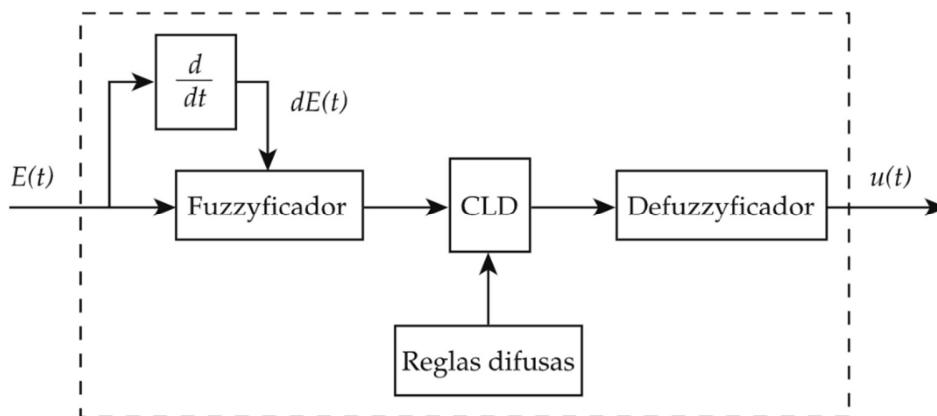 d
dt
dE(t)
E(t)
Fuzzyficador
CLD
Defuzzyficador
u(t)
Reglas difusas